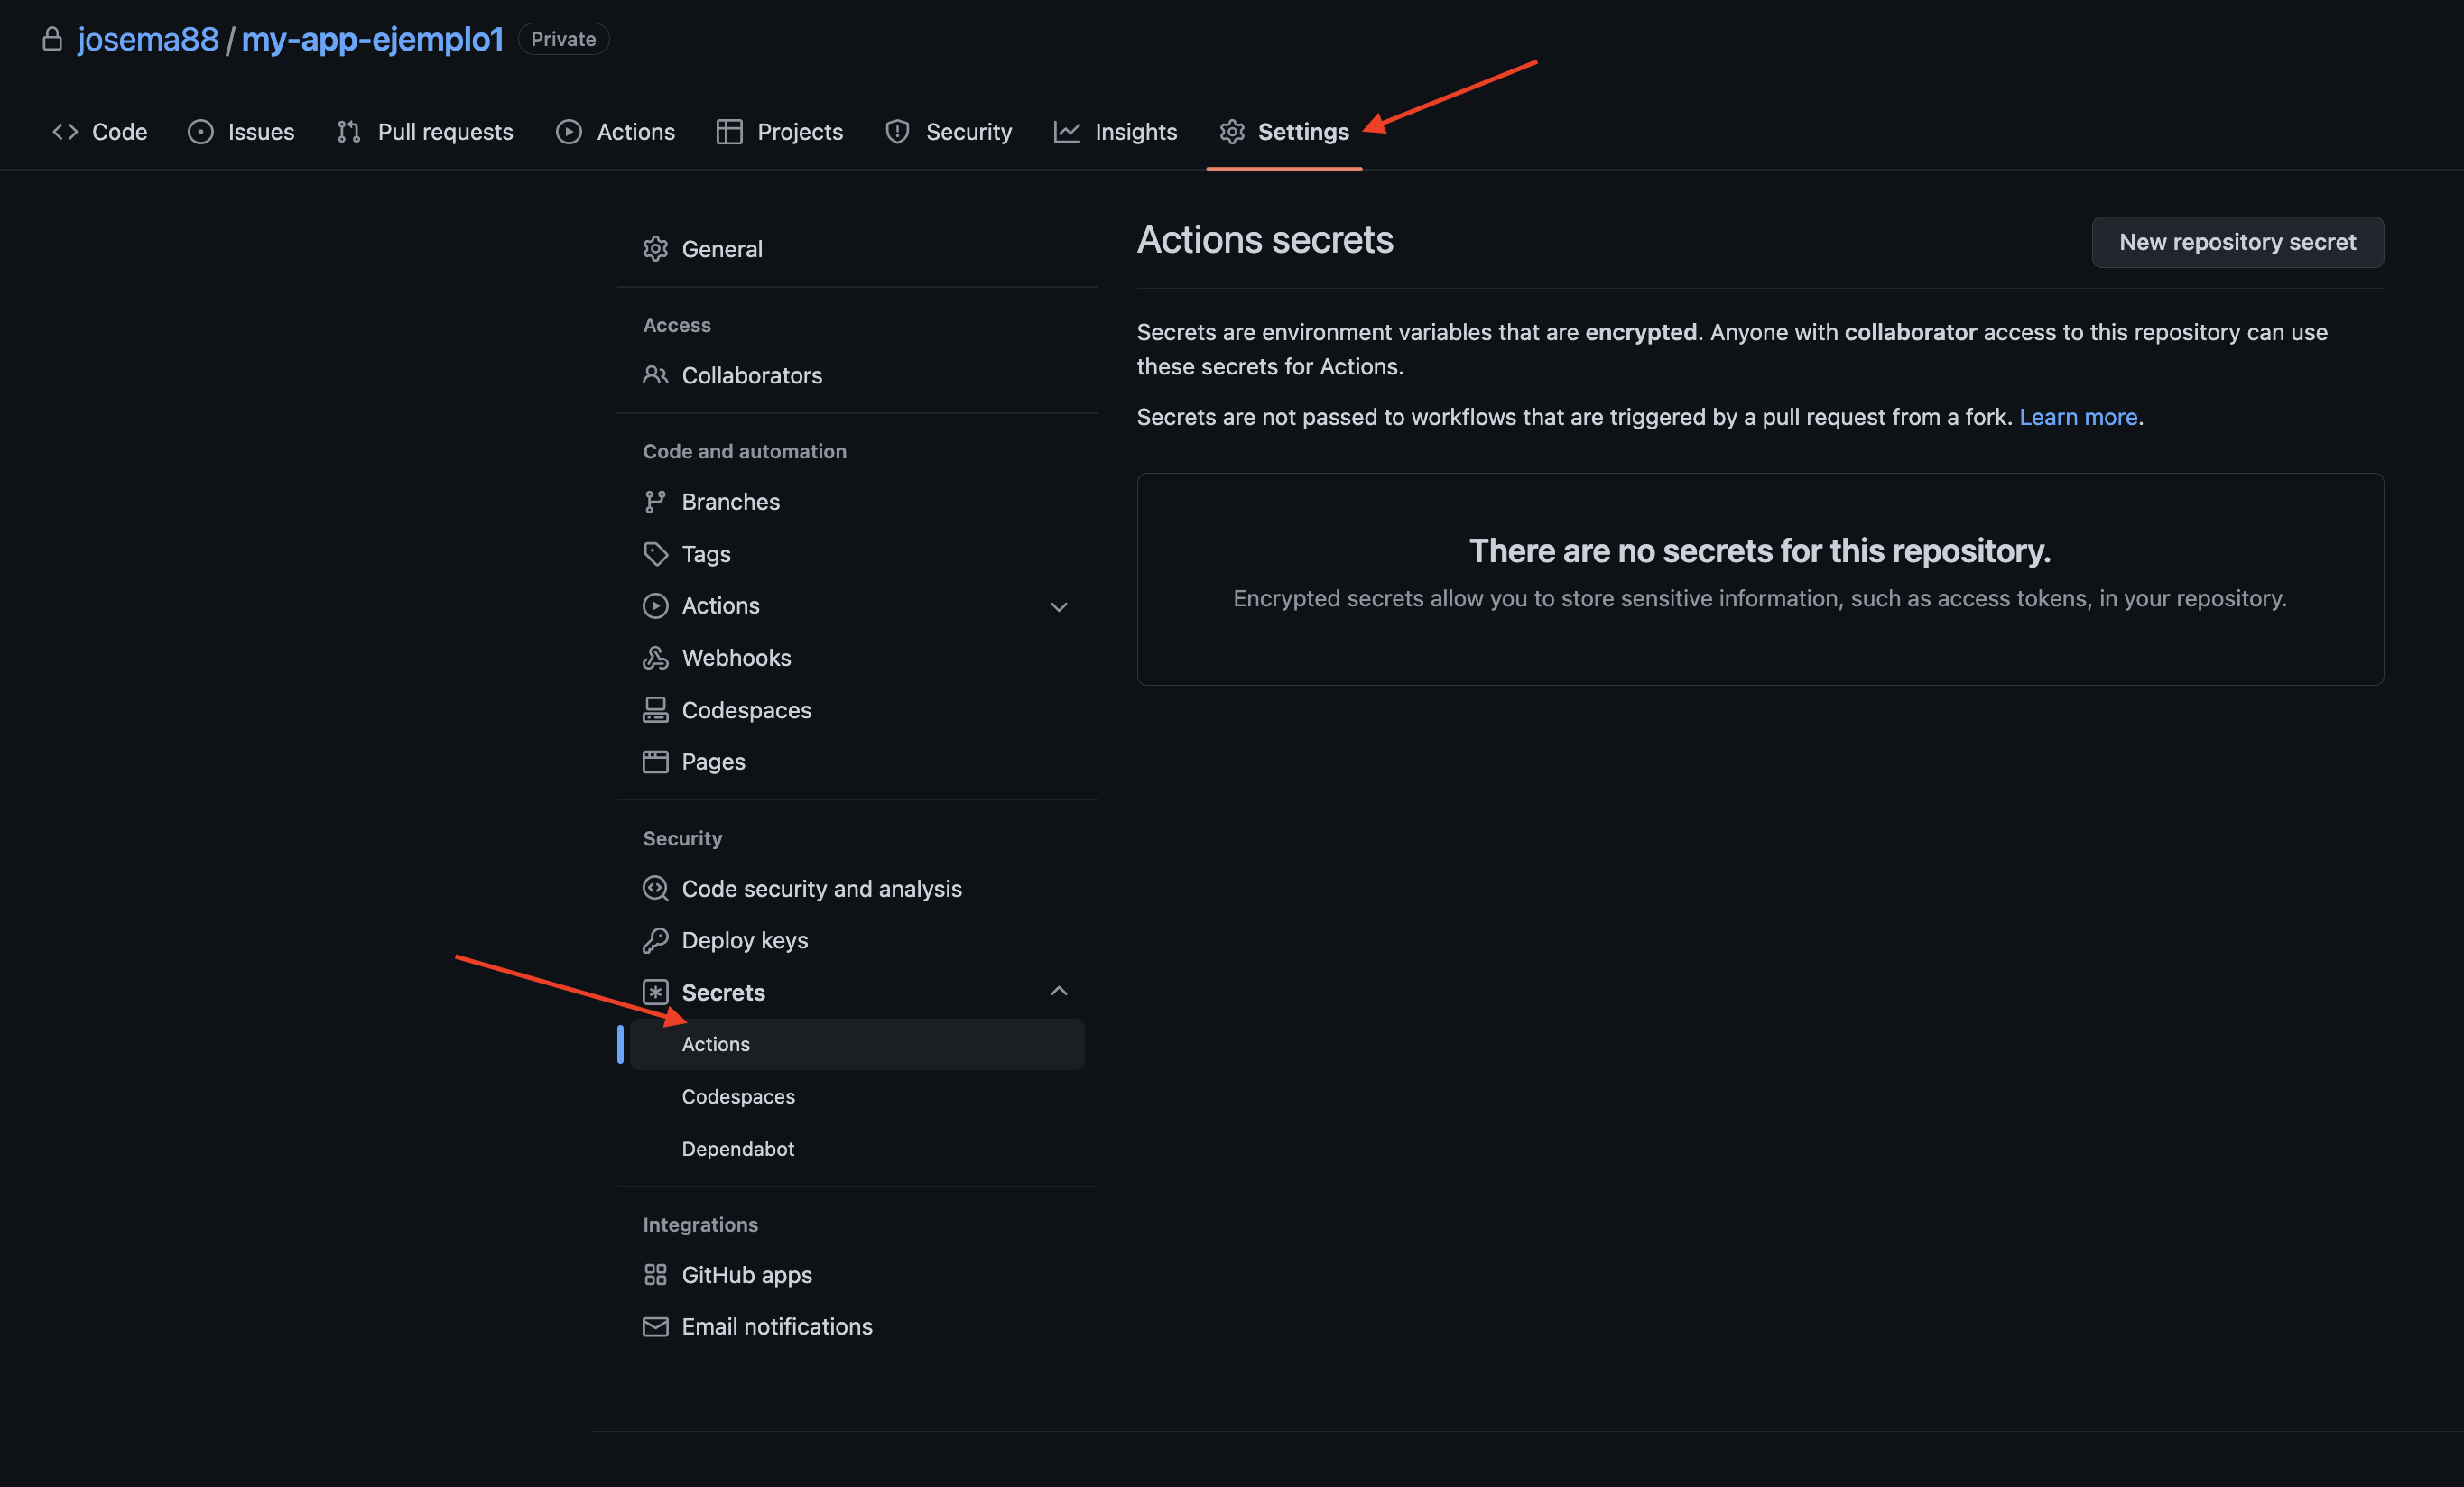 josema88 / my-app-ejemplo1 Private
Code Issues Pull requests Actions Projects Security Insights Settings
General
Access
Collaborators
Code and automation
Branches
Tags
Actions
Webhooks
Codespaces
Pages
Security
Code security and analysis
Deploy keys
Secrets
Actions
Codespaces
Dependabot
Integrations
GitHub apps
Email notifications
Actions secrets
New repository secret
Secrets are environment variables that are encrypted. Anyone with collaborator access to this repository can use
these secrets for Actions.
Secrets are not passed to workflows that are triggered by a pull request from a fork. Learn more.
There are no secrets for this repository.
Encrypted secrets allow you to store sensitive information, such as access tokens, in your repository.